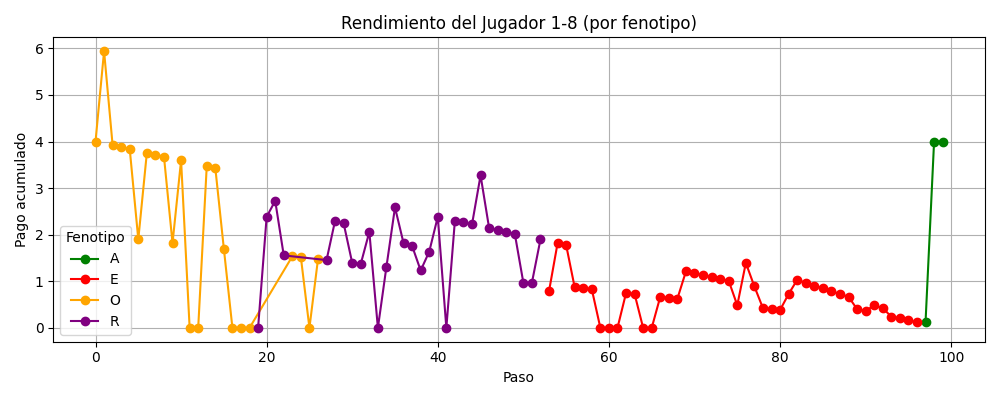 Rendimiento del Jugador 1-8 (por fenotipo)
Pago acumulado
6
5
4
3
2
1
0
Fenotipo
A
E
O
R
0 20 40 60 80 100
Paso